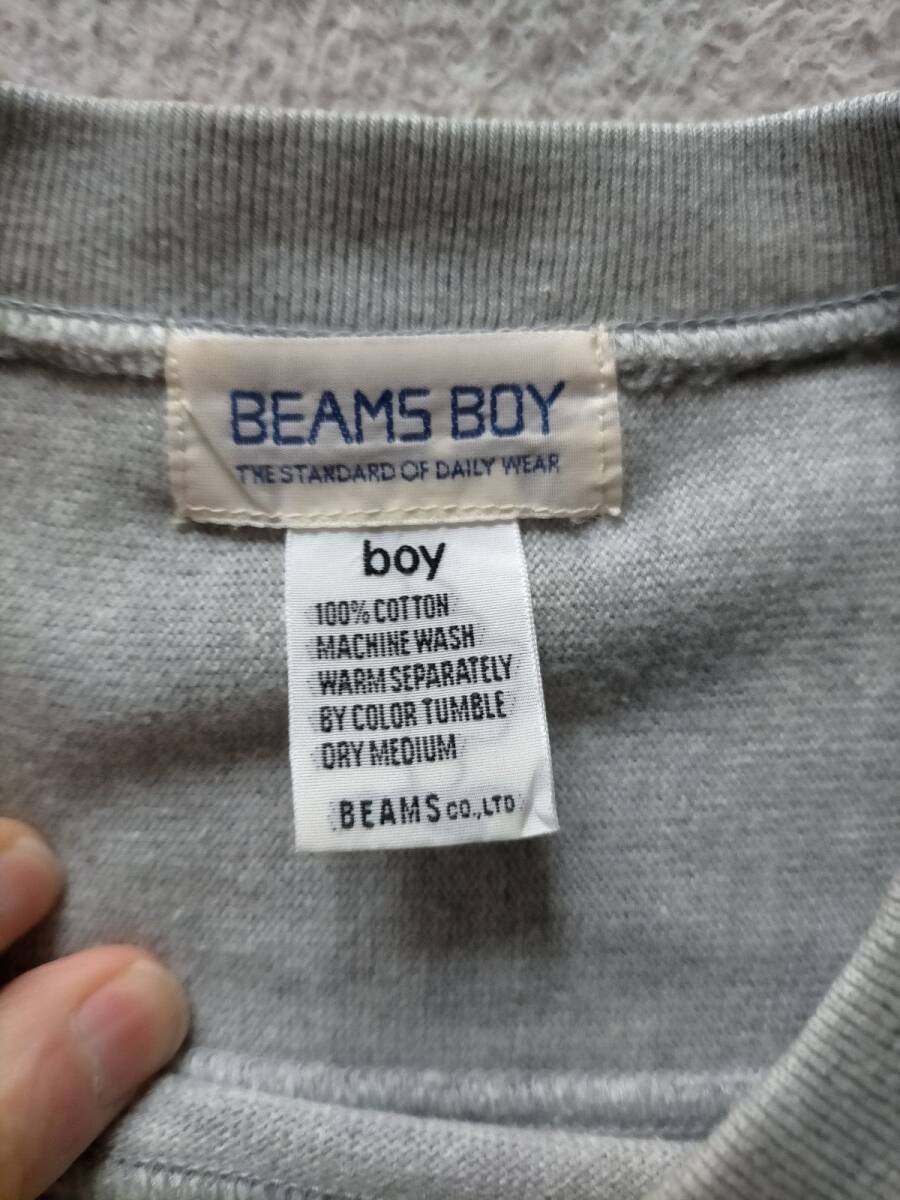 BEAMS BOY
THE STANDARD OF DAILY WEAR
boy
100% COTTON
MACHINE WASH
WARM SEPARATELY
BY COLOR TUMBLE
DRY MEDIUM
BEAMS CO.,LTD